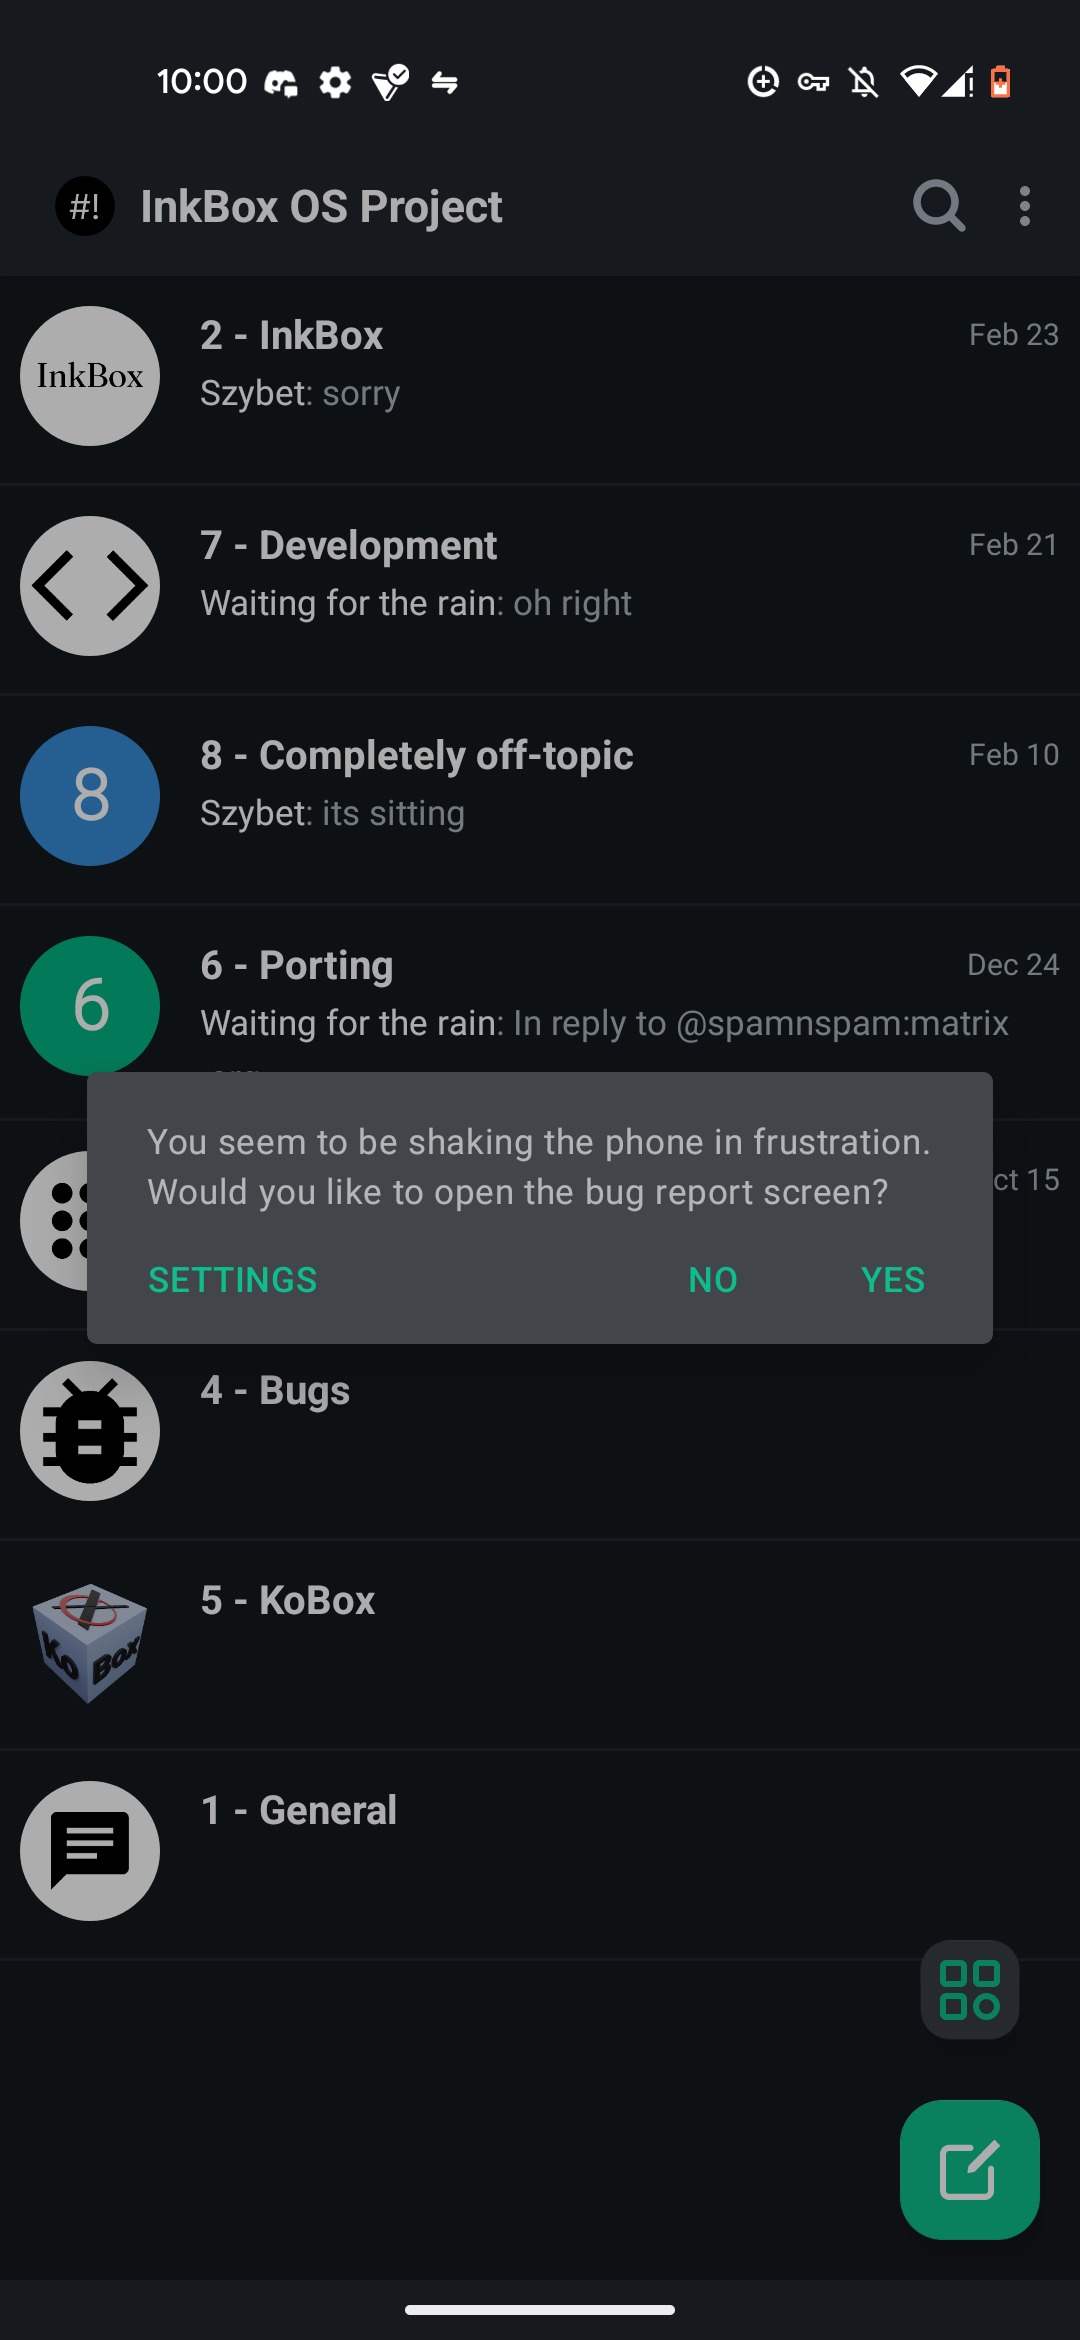 10:00
#! InkBox OS Project
InkBox
2 - InkBox
Feb 23
Szybet: sorry
7 - Development
Feb 21
Waiting for the rain: oh right
8
8 - Completely off-topic
Feb 10
Szybet: its sitting
6
6 - Porting
Dec 24
Waiting for the rain: In reply to @spamnspam:matrix
ct 15
You seem to be shaking the phone in frustration.
Would you like to open the bug report screen?
SETTINGS NO YES
4 - Bugs
Ko Box
5 - KoBox
1 - General